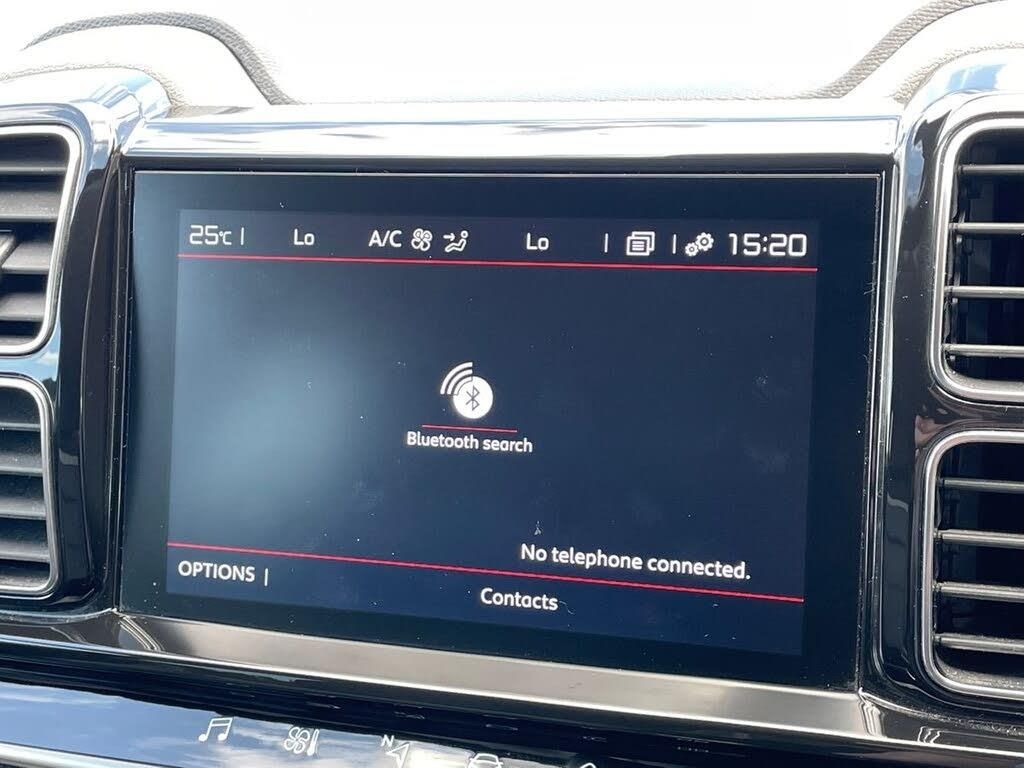 25°C Lo A/C Lo 15:20
Bluetooth search
No telephone connected.
OPTIONS
Contacts
N